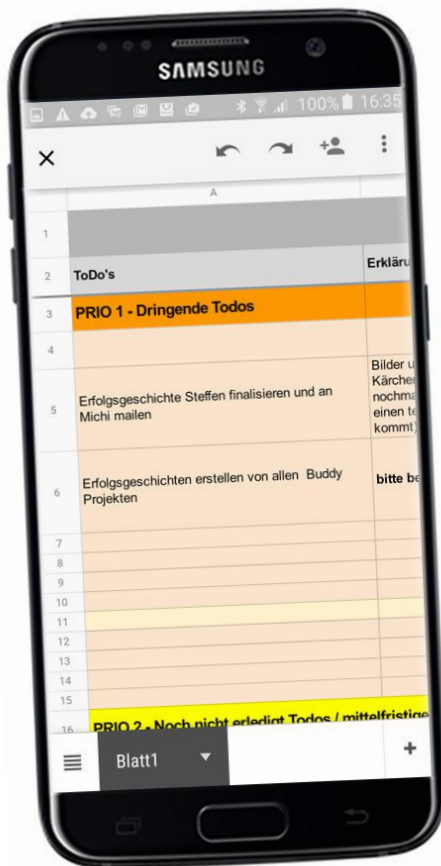 SAMSUNG
100% 16:35
A
1
2 ToDo's Erkläru
3 PRIO 1 - Dringende Todos
4
Bilder u
Kärcher
5 Erfolgsgeschichte Steffen finalisieren und an nochma
Michi mailen einen te
kommt)
6 Erfolgsgeschichten erstellen von allen Buddy bitte be
Projekten
7
8
9
10
11
12
13
14
15
16 PRIO 2 - Noch nicht erledigt Todos / mittelfristige
Blatt1